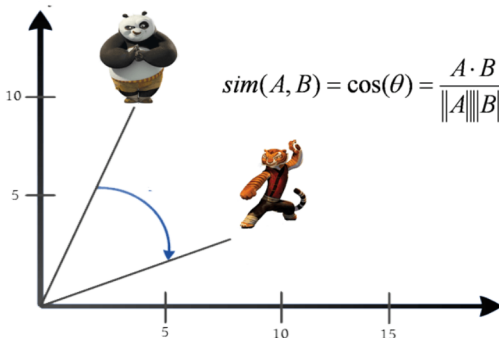 10
sim(A, B) = cos(θ) = A · B / ‖A‖‖B‖
5
5 10 15